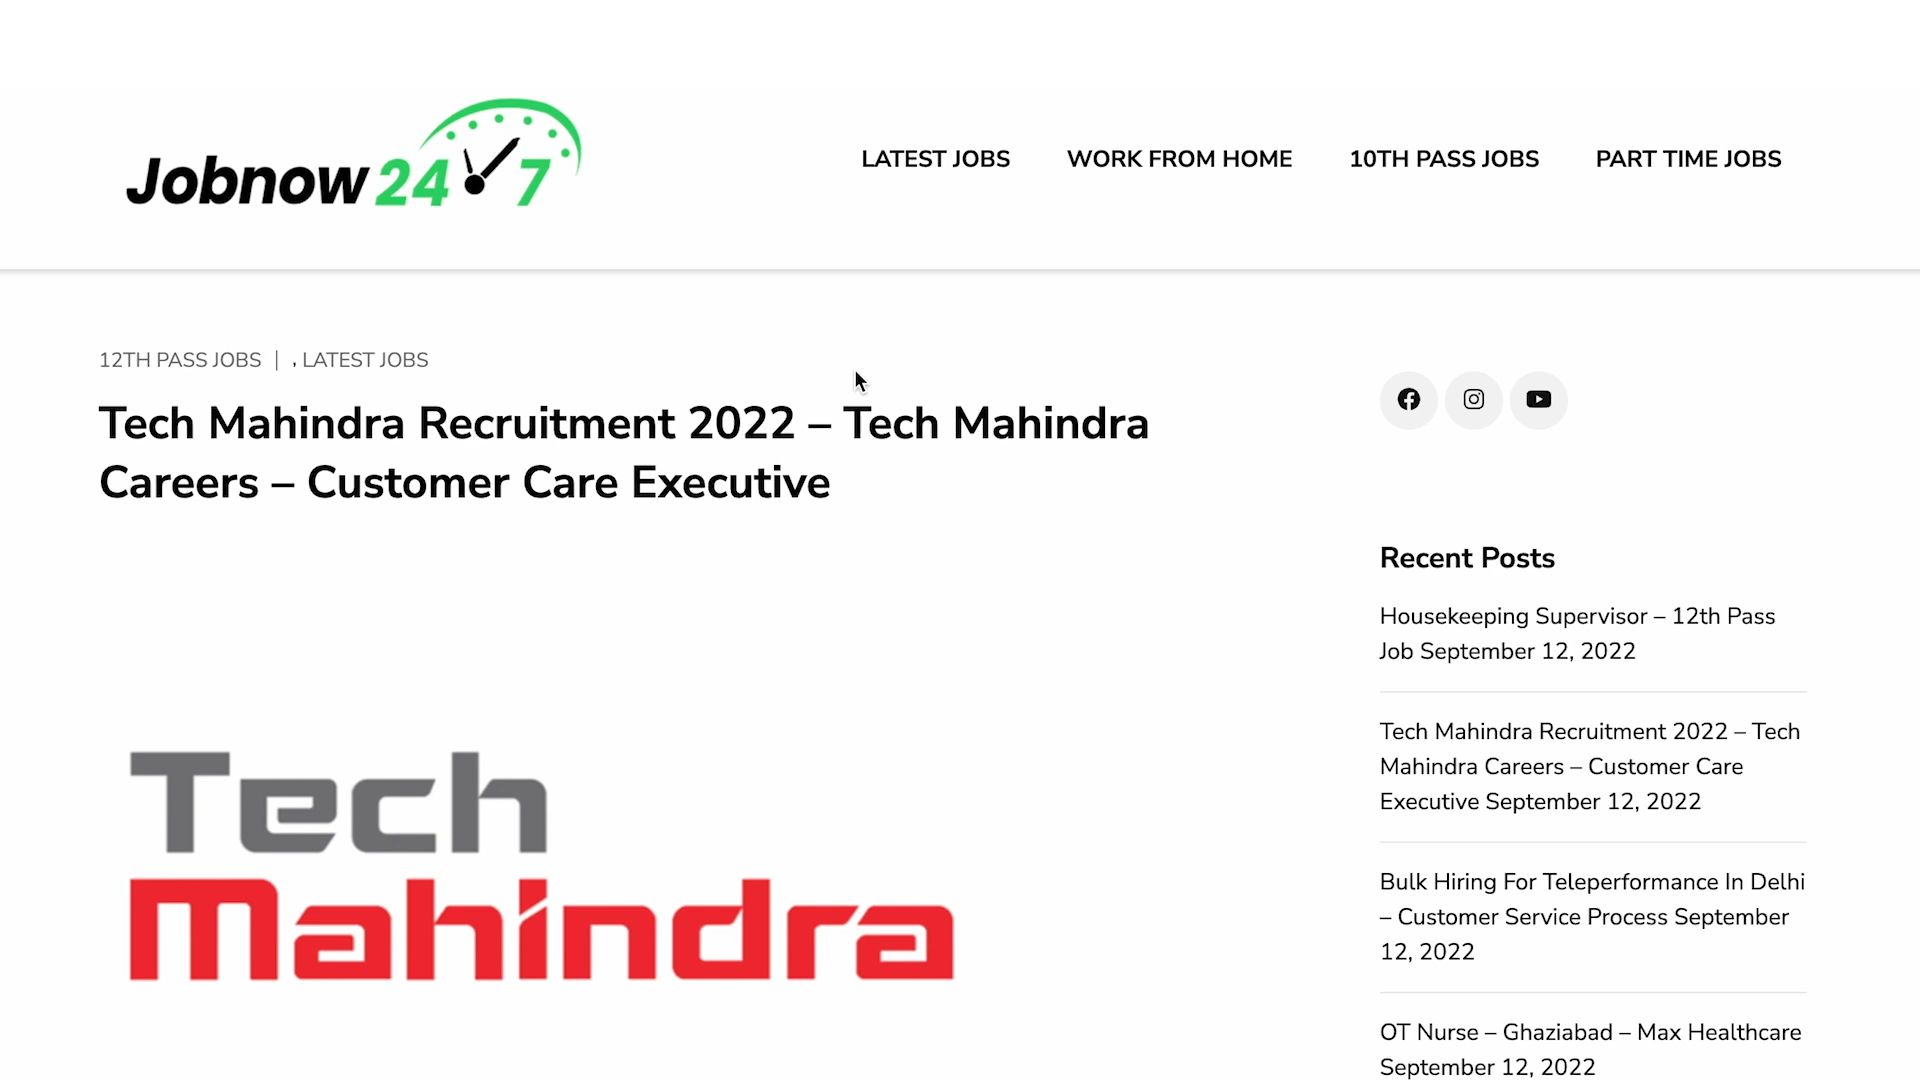 Jobnow 24 7
LATEST JOBS
WORK FROM HOME
10TH PASS JOBS
PART TIME JOBS
12TH PASS JOBS | , LATEST JOBS
Tech Mahindra Recruitment 2022 – Tech Mahindra
Careers – Customer Care Executive
Tech
Mahindra
Recent Posts
Housekeeping Supervisor – 12th Pass
Job September 12, 2022
Tech Mahindra Recruitment 2022 – Tech
Mahindra Careers – Customer Care
Executive September 12, 2022
Bulk Hiring For Teleperformance In Delhi
– Customer Service Process September
12, 2022
OT Nurse – Ghaziabad – Max Healthcare
September 12, 2022